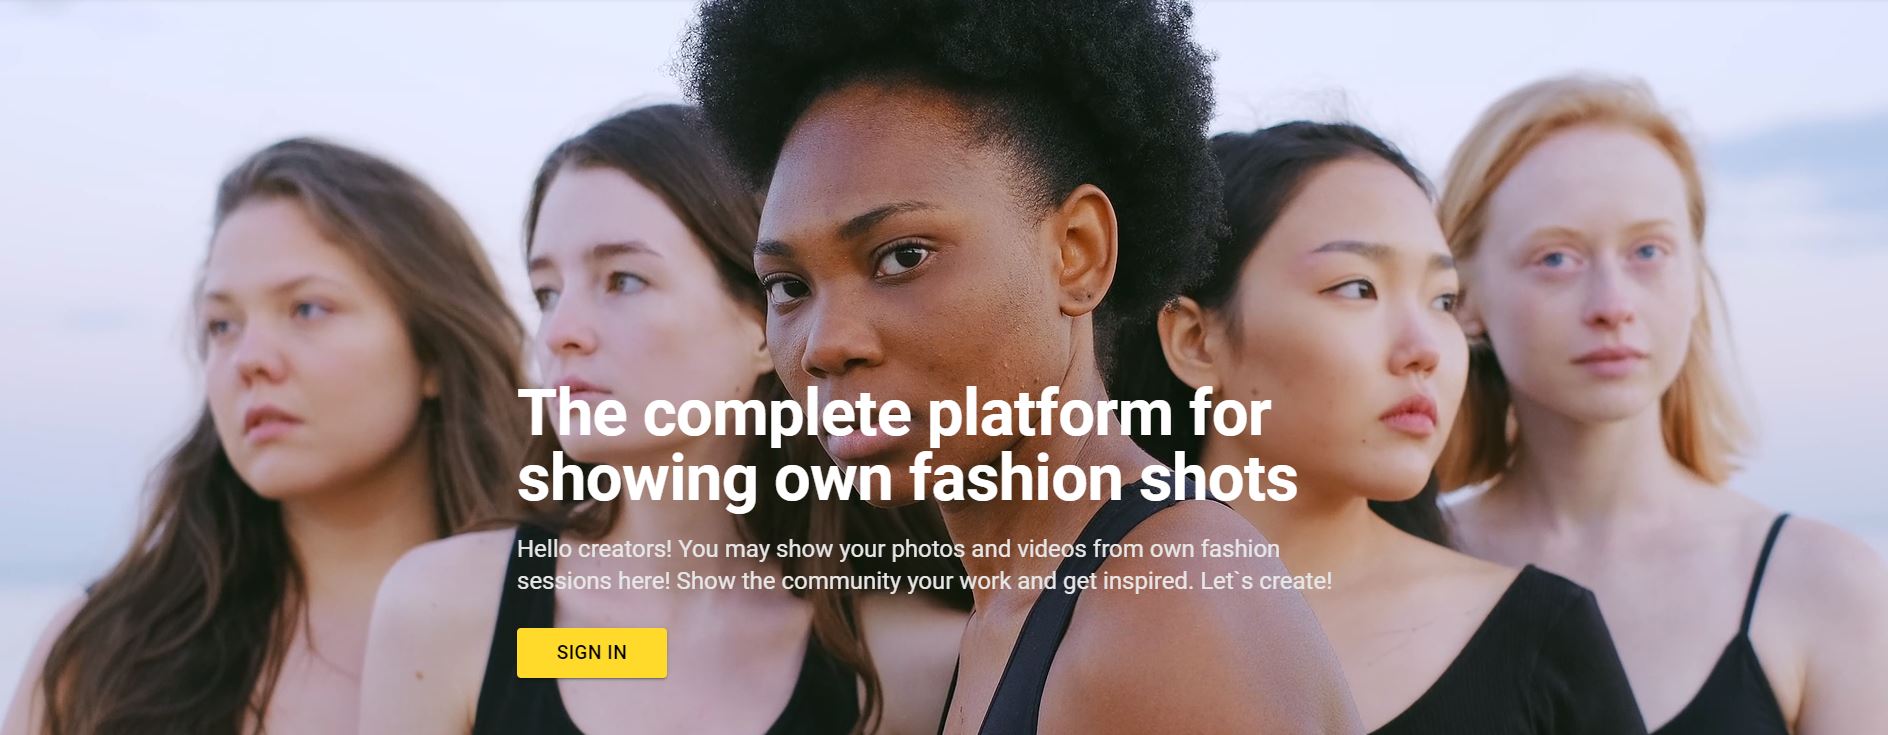 The complete platform for
showing own fashion shots
Hello creators! You may show your photos and videos from own fashion
sessions here! Show the community your work and get inspired. Let`s create!
SIGN IN